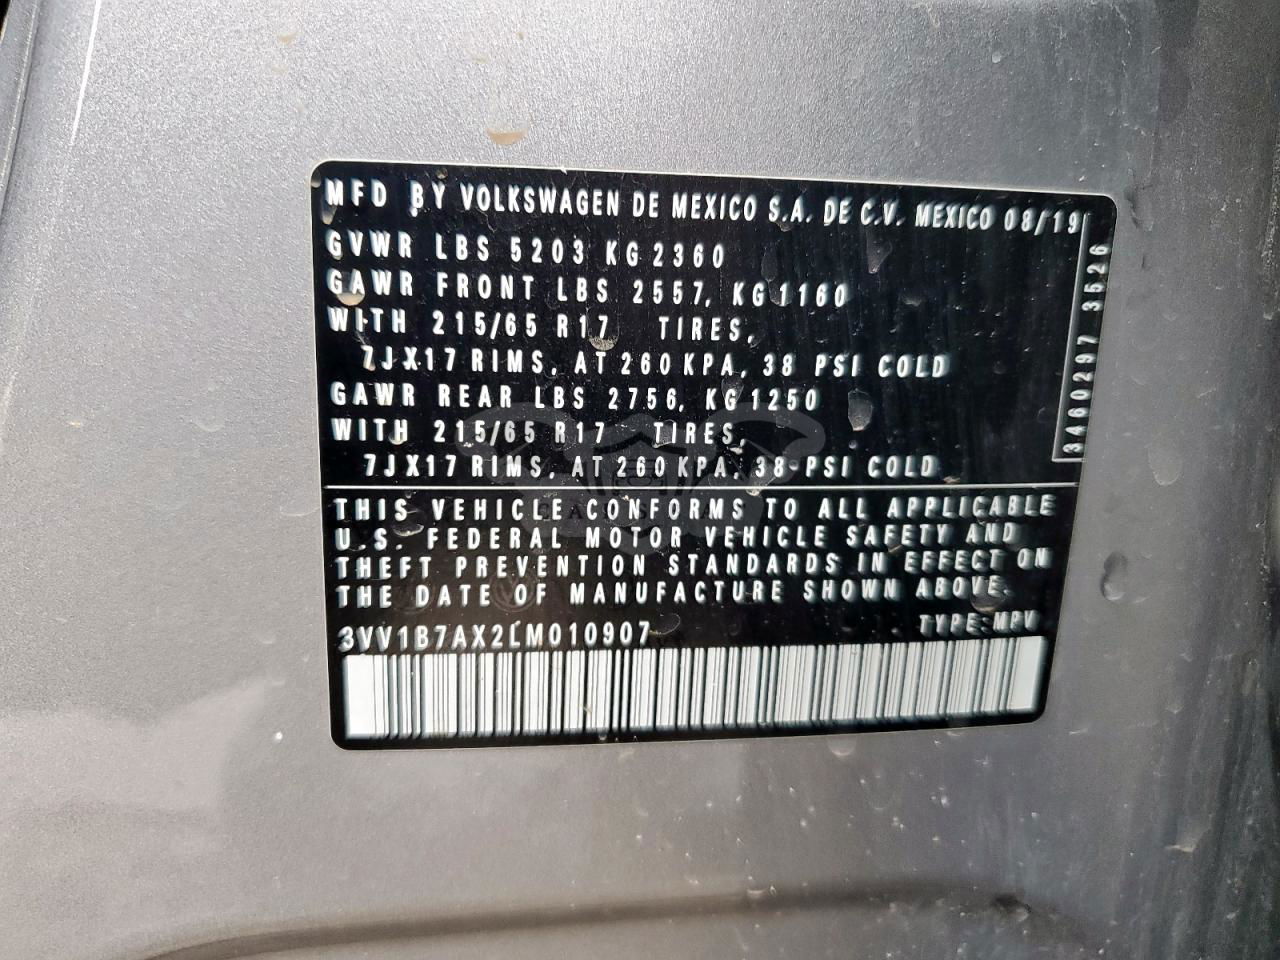 MFD BY VOLKSWAGEN DE MEXICO S.A. DE C.V. MEXICO 08/19
GVWR LBS 5203 KG 2360
GAWR FRONT LBS 2557, KG 1160
WITH 215/65 R17 TIRES,
7JX17 RIMS, AT 260 KPA, 38 PSI COLD
GAWR REAR LBS 2756, KG 1250
WITH 215/65 R17 TIRES,
7JX17 RIMS, AT 260 KPA, 38 PSI COLD
3460297 3526
THIS VEHICLE CONFORMS TO ALL APPLICABLE
U.S. FEDERAL MOTOR VEHICLE SAFETY AND
THEFT PREVENTION STANDARDS IN EFFECT ON
THE DATE OF MANUFACTURE SHOWN ABOVE.
3VV1B7AX2LM010907 TYPE: MPV